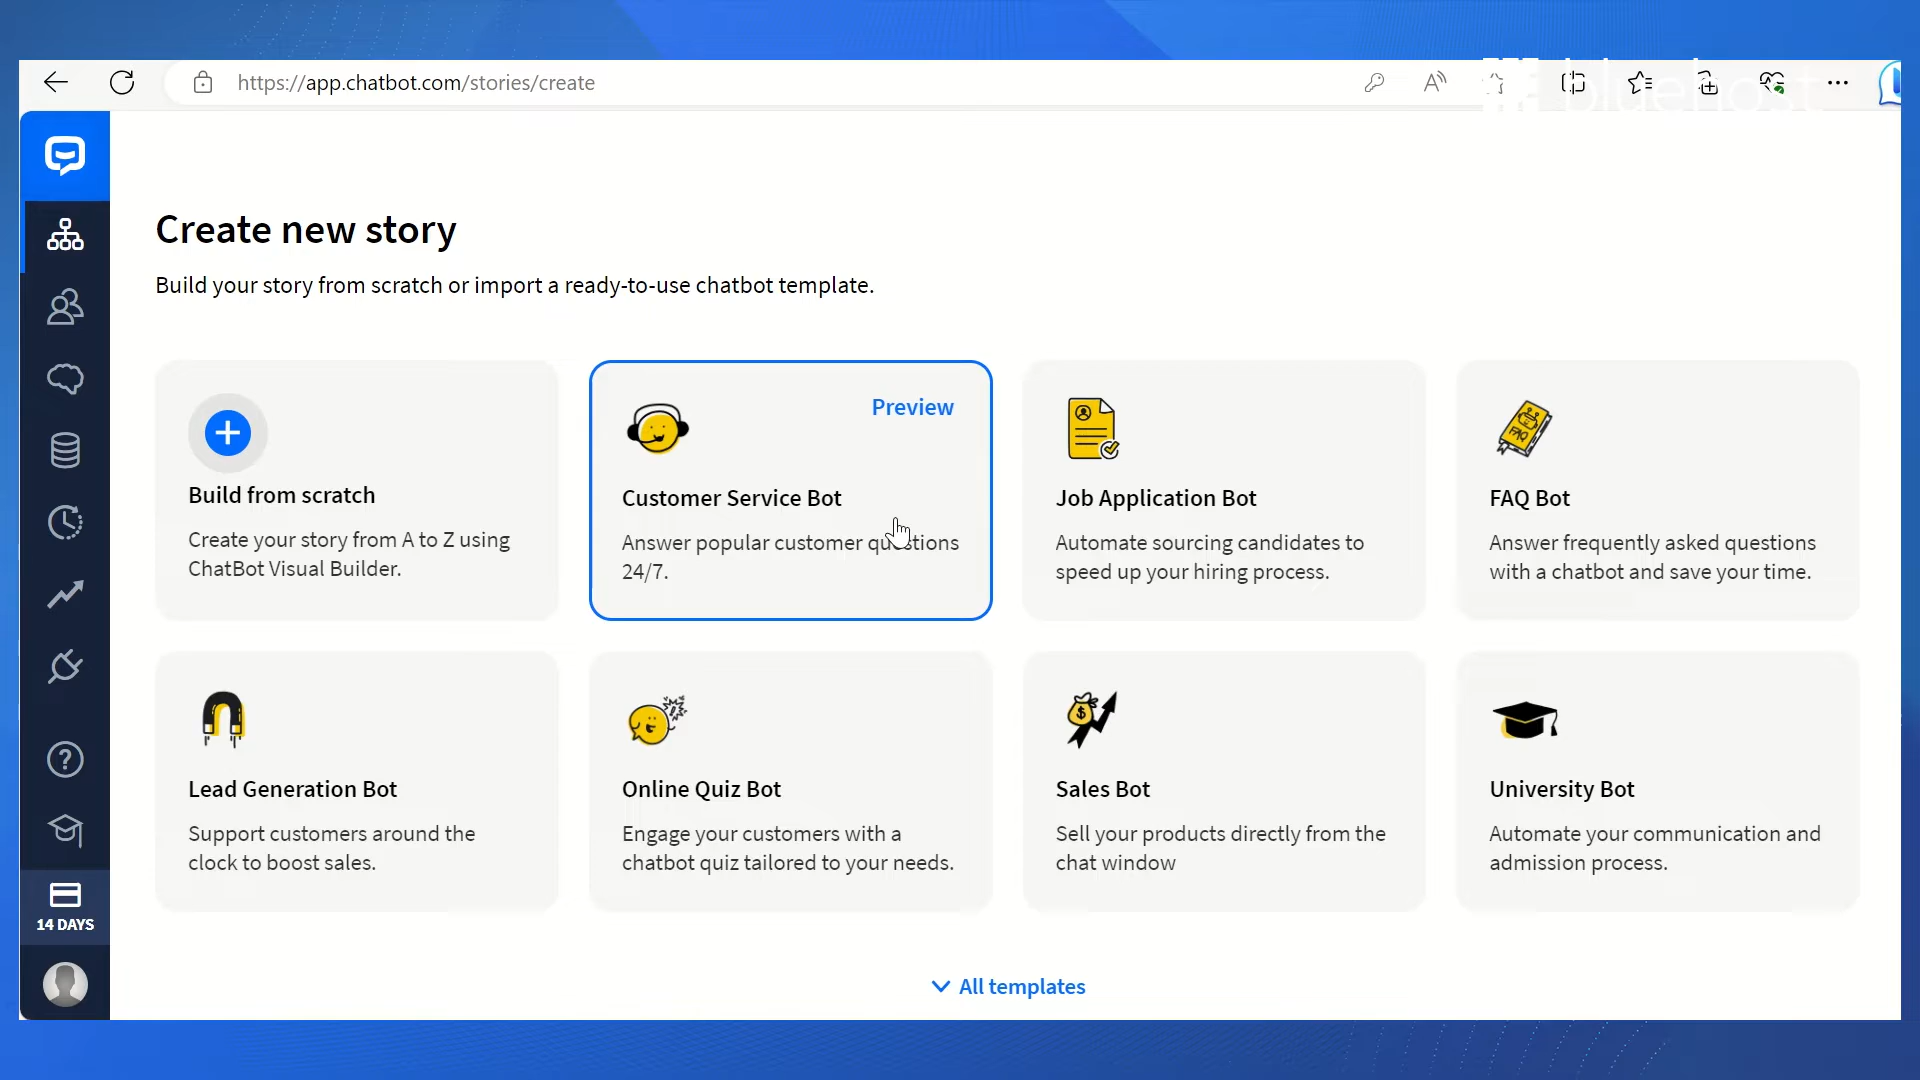 https://app.chatbot.com/stories/create
bluehost
Create new story
Build your story from scratch or import a ready-to-use chatbot template.
Build from scratch
Create your story from A to Z using
ChatBot Visual Builder.
Preview
Customer Service Bot
Answer popular customer questions
24/7.
Job Application Bot
Automate sourcing candidates to
speed up your hiring process.
FAQ
FAQ Bot
Answer frequently asked questions
with a chatbot and save your time.
Lead Generation Bot
Support customers around the
clock to boost sales.
Online Quiz Bot
Engage your customers with a
chatbot quiz tailored to your needs.
$
Sales Bot
Sell your products directly from the
chat window
University Bot
Automate your communication and
admission process.
14 DAYS
All templates